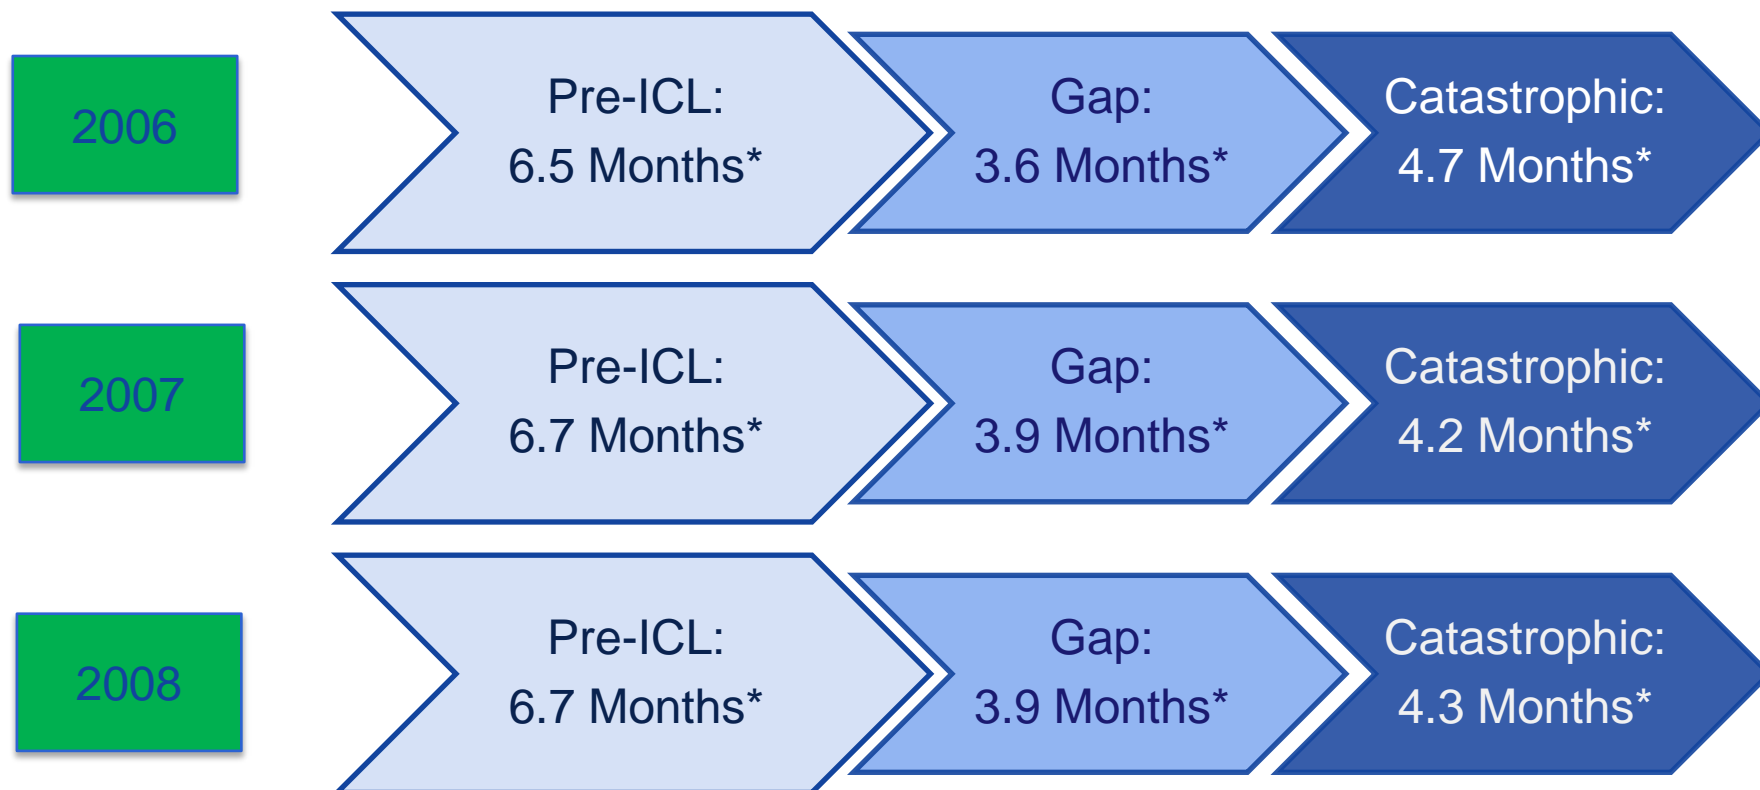 2006
Pre-ICL:
6.5 Months*
Gap:
3.6 Months*
Catastrophic:
4.7 Months*
2007
Pre-ICL:
6.7 Months*
Gap:
3.9 Months*
Catastrophic:
4.2 Months*
2008
Pre-ICL:
6.7 Months*
Gap:
3.9 Months*
Catastrophic:
4.3 Months*